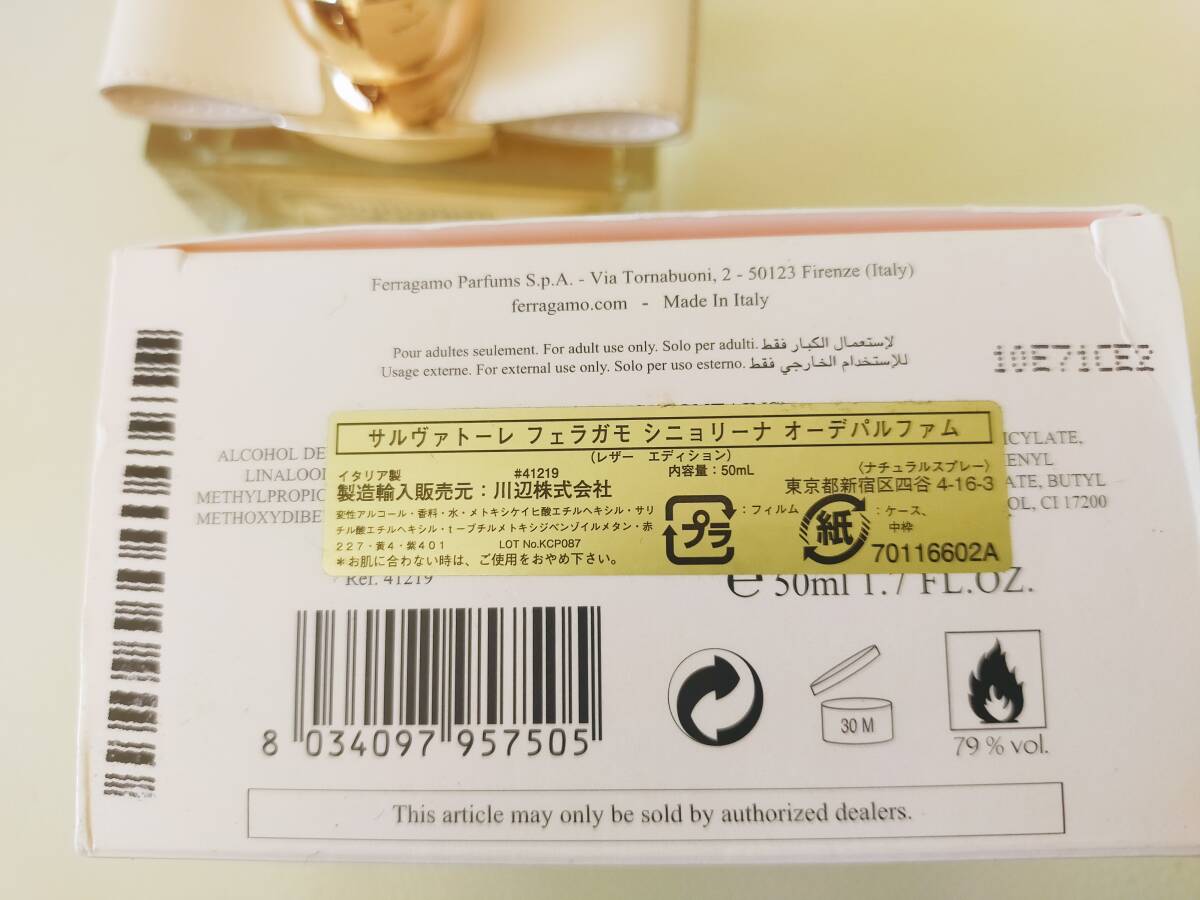 Ferragamo Parfums S.p.A. - Via Tornabuoni, 2 - 50123 Firenze (Italy)
ferragamo.com - Made In Italy
Pour adultes seulement. For adult use only. Solo per adulti. لإستعمال الكبار فقط
Usage externe. For external use only. Solo per uso esterno. للإستخدام الخارجي فقط
10E71CE2
ALCOHOL DE
LINALOOL
METHYLPROPIC
METHOXYDIBE
ICYLATE,
ENYL
ATE, BUTYL
OL, CI 17200
サルヴァトーレ フェラガモ シニョリーナ オーデパルファム
(レザー エディション)
イタリア製 #41219 内容量:50mL 〈ナチュラルスプレー〉
製造輸入販売元:川辺株式会社 東京都新宿区四谷 4-16-3
変性アルコール・香料・水・メトキシケイヒ酸エチルヘキシル・サリ
チル酸エチルヘキシル・t-ブチルメトキシジベンゾイルメタン・赤
227・黄4・紫401 LOT No.KCP087
*お肌に合わない時は、ご使用をおやめ下さい。
プラ :フィルム
紙 :ケース、
中枠
70116602A
Ref. 41219
e 50ml 1.7 FL.OZ.
8 034097 957505
30 M
79 % vol.
This article may only be sold by authorized dealers.